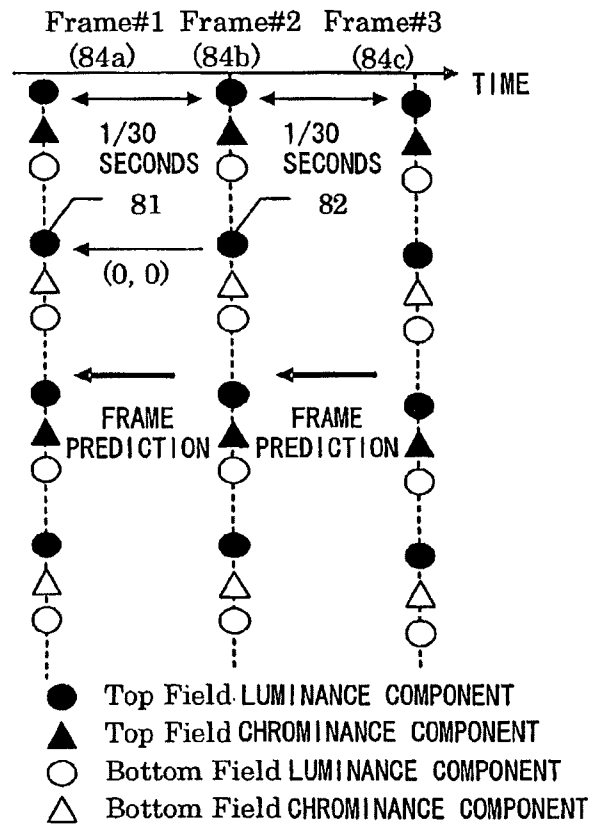 Frame#1 Frame#2 Frame#3
(84a) (84b) (84c)
TIME
1/30 SECONDS
1/30 SECONDS
81
82
(0, 0)
FRAME PREDICTION
FRAME PREDICTION
Top Field LUMINANCE COMPONENT
Top Field CHROMINANCE COMPONENT
Bottom Field LUMINANCE COMPONENT
Bottom Field CHROMINANCE COMPONENT